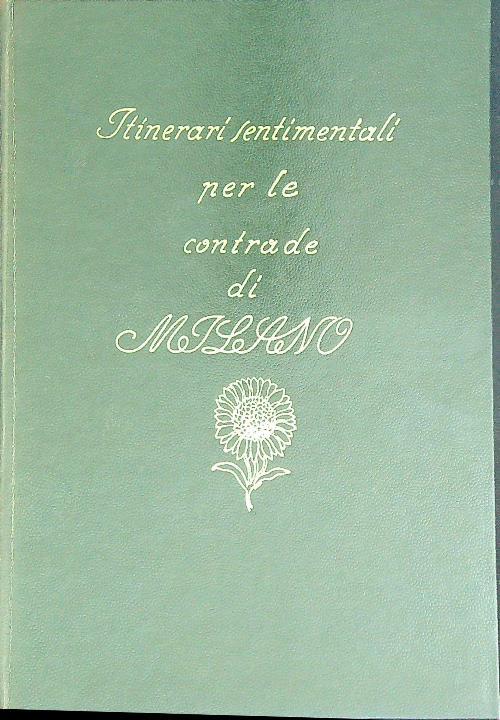 Itinerari sentimentali
per le
contrade
di
MILANO